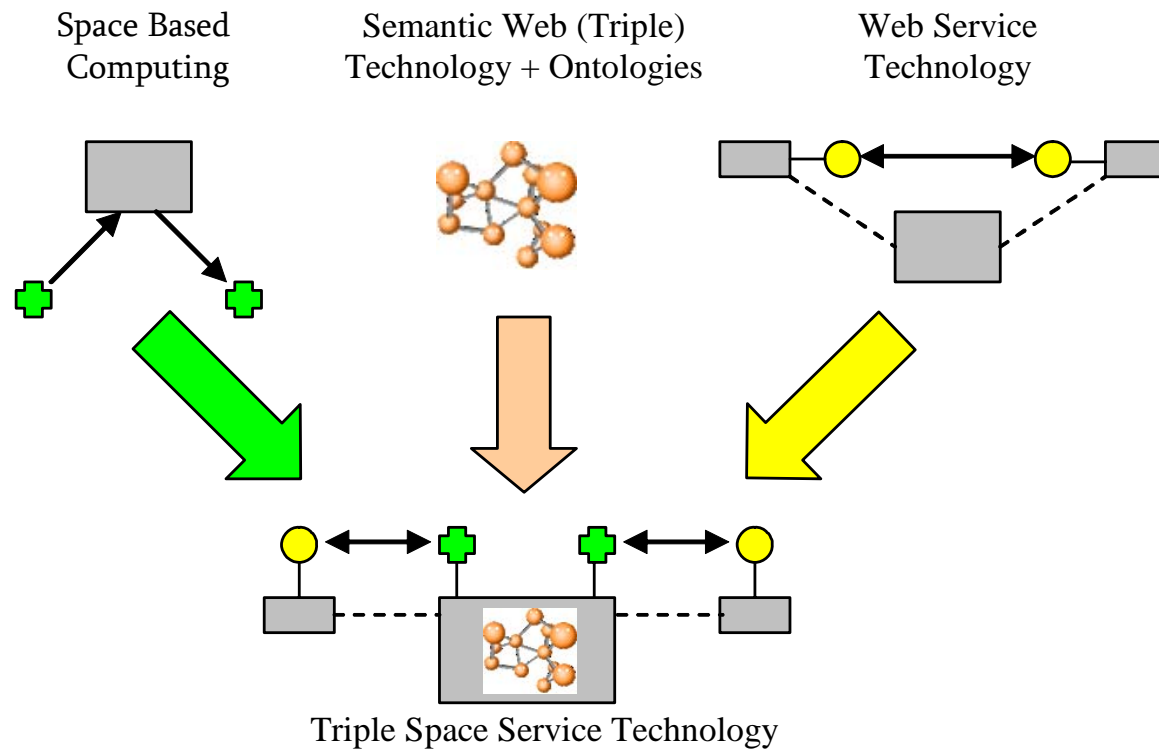 Space Based
Computing
Semantic Web (Triple)
Technology + Ontologies
Web Service
Technology
Triple Space Service Technology